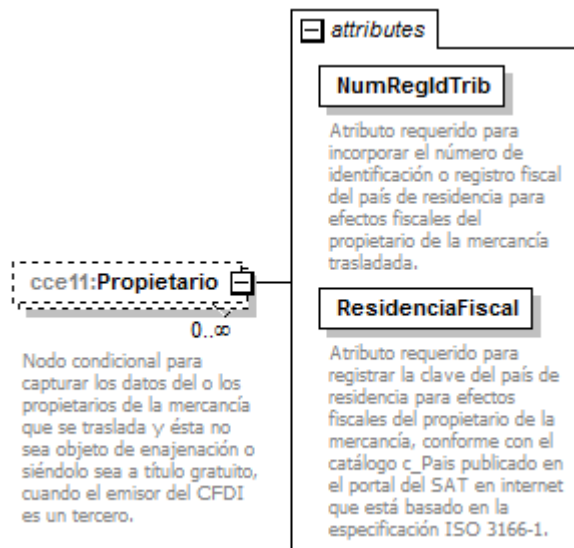 attributes
NumRegIdTrib
Atributo requerido para
incorporar el número de
identificación o registro fiscal
del país de residencia para
efectos fiscales del
propietario de la mercancía
trasladada.
cce11:Propietario
0..∞
Nodo condicional para
capturar los datos del o los
propietarios de la mercancía
que se traslada y ésta no
sea objeto de enajenación o
siéndolo sea a título gratuito,
cuando el emisor del CFDI
es un tercero.
ResidenciaFiscal
Atributo requerido para
registrar la clave del país de
residencia para efectos
fiscales del propietario de la
mercancía, conforme con el
catálogo c_Pais publicado en
el portal del SAT en internet
que está basado en la
especificación ISO 3166-1.